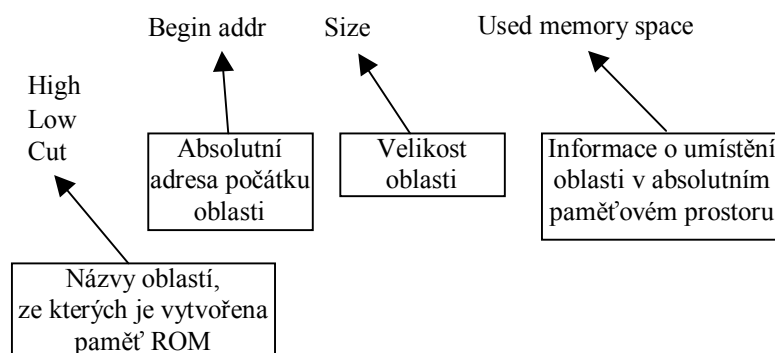 Begin addr
Size
Used memory space
High
Low
Cut
Absolutní
adresa počátku
oblasti
Velikost
oblasti
Informace o umístění
oblasti v absolutním
paměťovém prostoru
Názvy oblastí,
ze kterých je vytvořena
paměť ROM